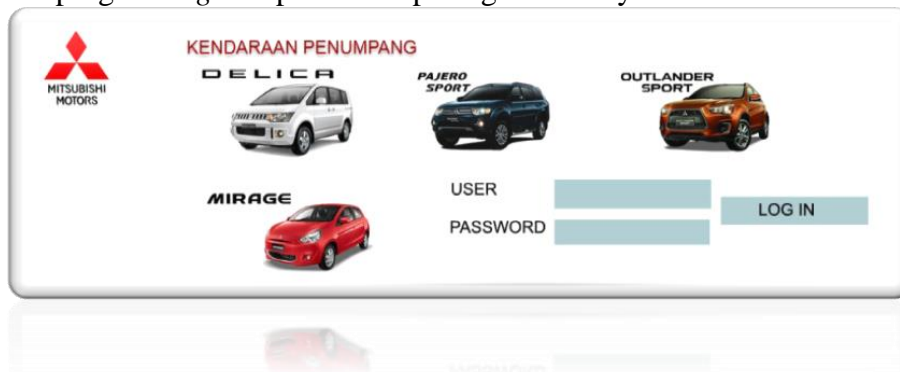 KENDARAAN PENUMPANG
MITSUBISHI
MOTORS
DELICA
PAJERO
SPORT
OUTLANDER
SPORT
MIRAGE
USER
PASSWORD
LOG IN